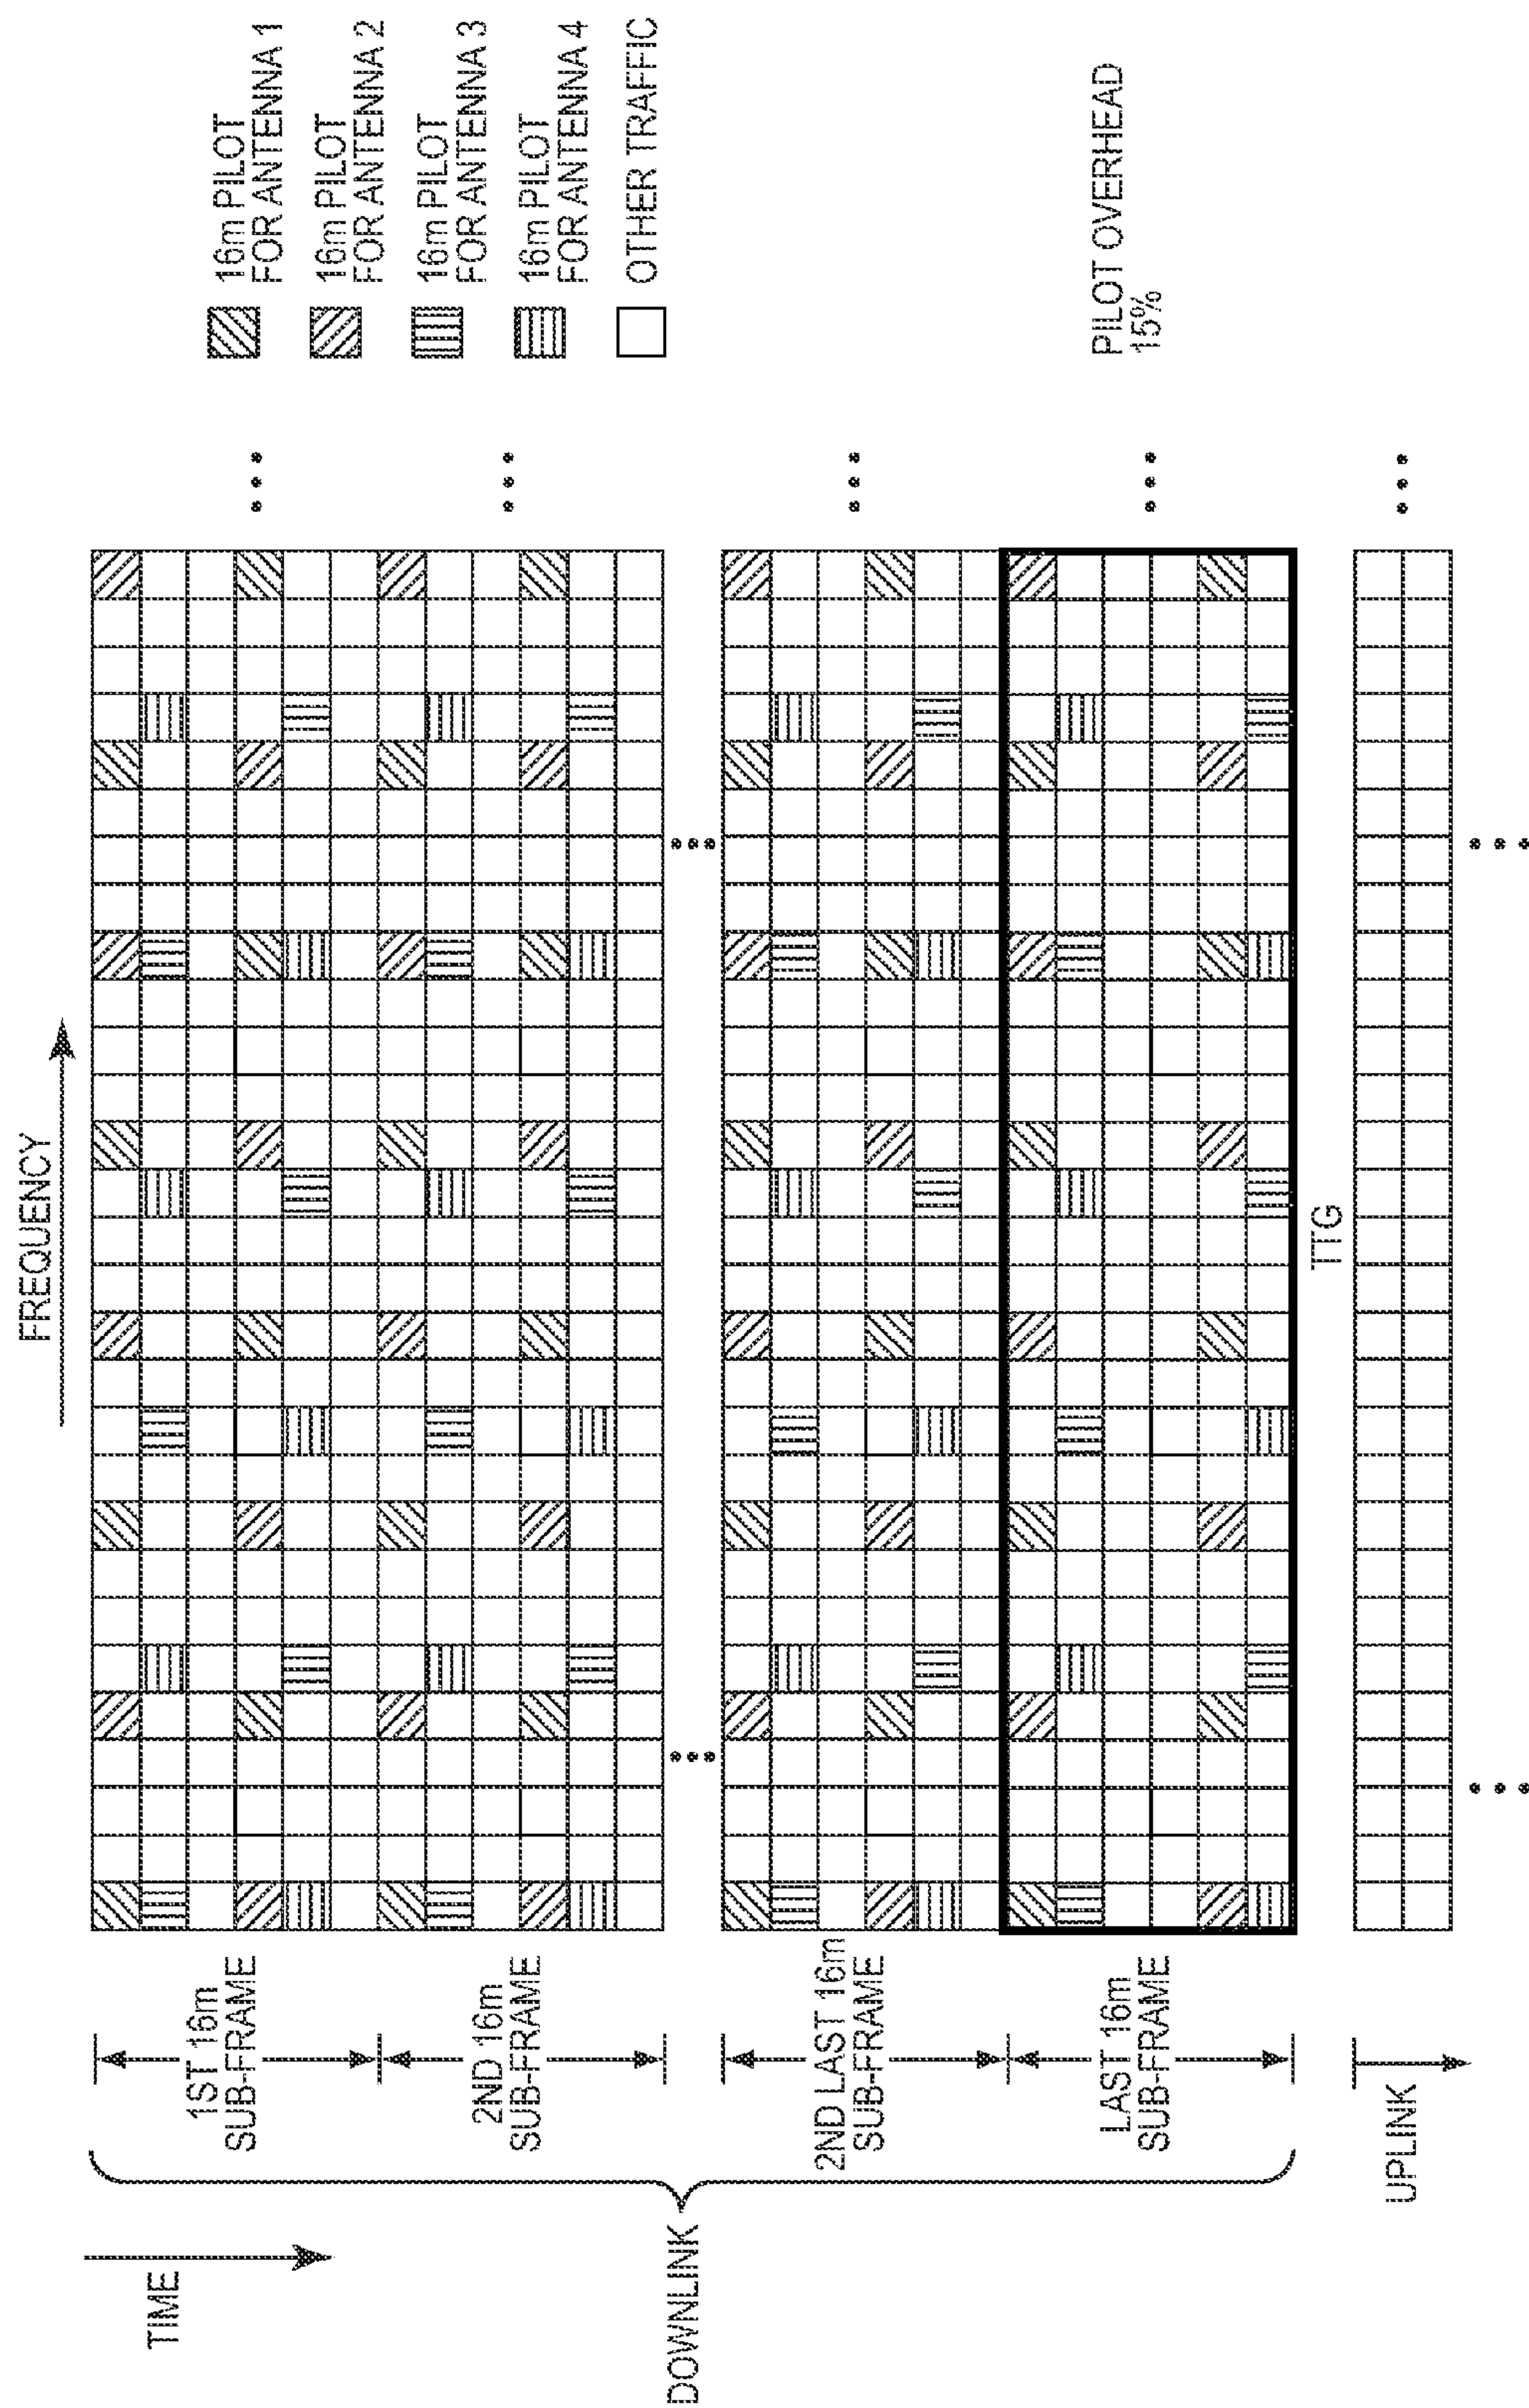 FREQUENCY
TIME
DOWNLINK
1ST 16m
SUB-FRAME
2ND 16m
SUB-FRAME
2ND LAST 16m
SUB-FRAME
LAST 16m
SUB-FRAME
TTG
UPLINK
16m PILOT
FOR ANTENNA 1
16m PILOT
FOR ANTENNA 2
16m PILOT
FOR ANTENNA 3
16m PILOT
FOR ANTENNA 4
OTHER TRAFFIC
PILOT OVERHEAD
15%